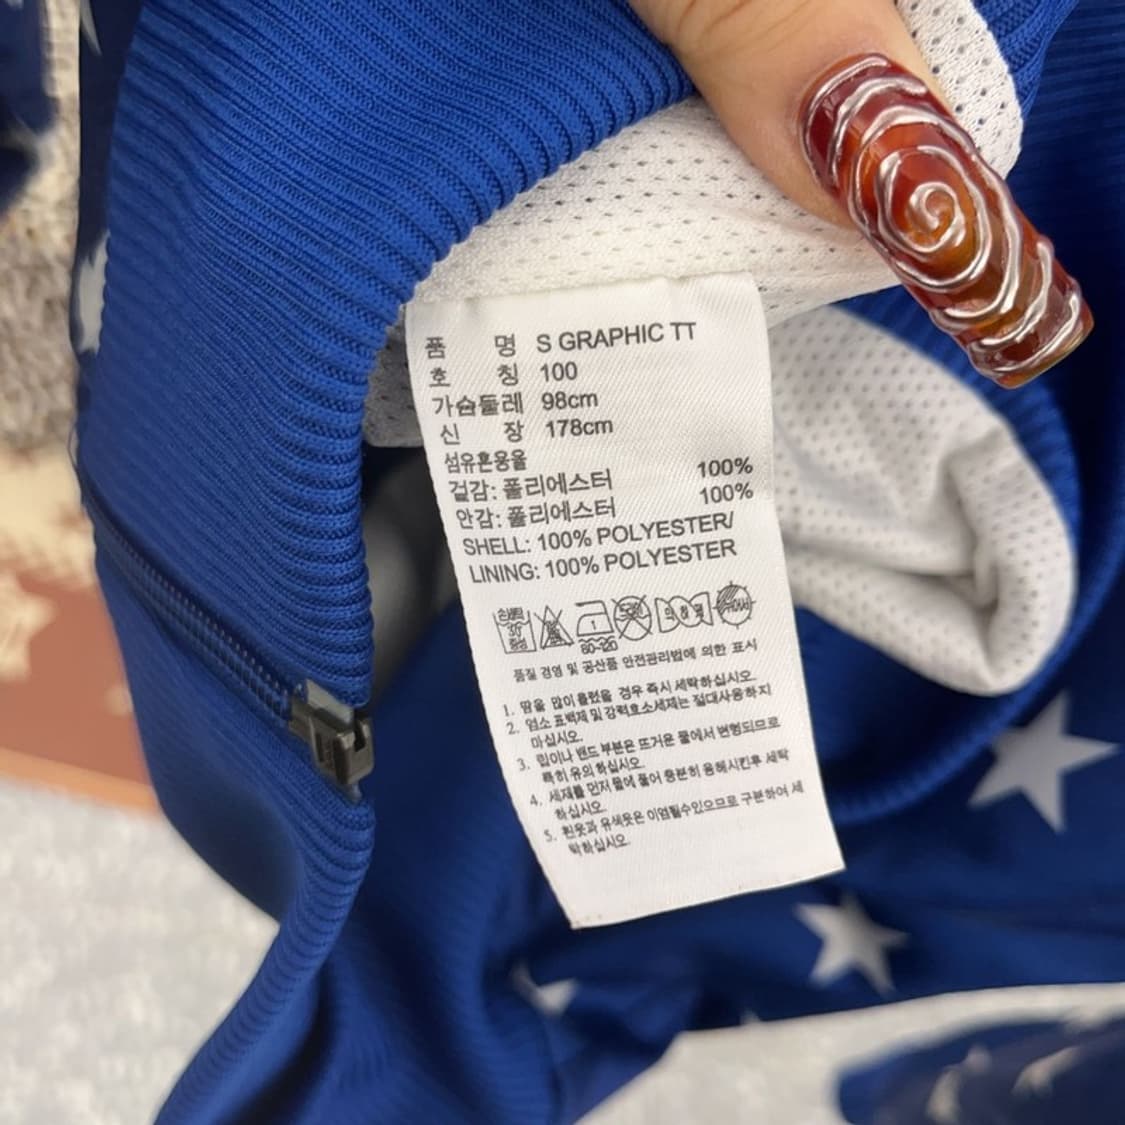 품 명 S GRAPHIC TT
호 칭 100
가슴둘레 98cm
신 장 178cm
섬유혼용율
겉감: 폴리에스터 100%
안감: 폴리에스터 100%
SHELL: 100% POLYESTER/
LINING: 100% POLYESTER
손세탁
30°
중성
1
80~120
품질 경영 및 공산품 안전관리법에 의한 표시
1. 땀을 많이 흘렸을 경우 즉시 세탁하십시오.
2. 염소 표백제 및 강력효소세제는 절대사용하지
마십시오.
3. 립이나 밴드 부분은 뜨거운 물에서 변형되므로
특히 유의 하십시오.
4. 세제를 먼저 물에 풀어 충분히 용해시킨후 세탁
하십시오.
5. 흰옷과 유색옷은 이염될수있으므로 구분하여 세
탁하십시오.